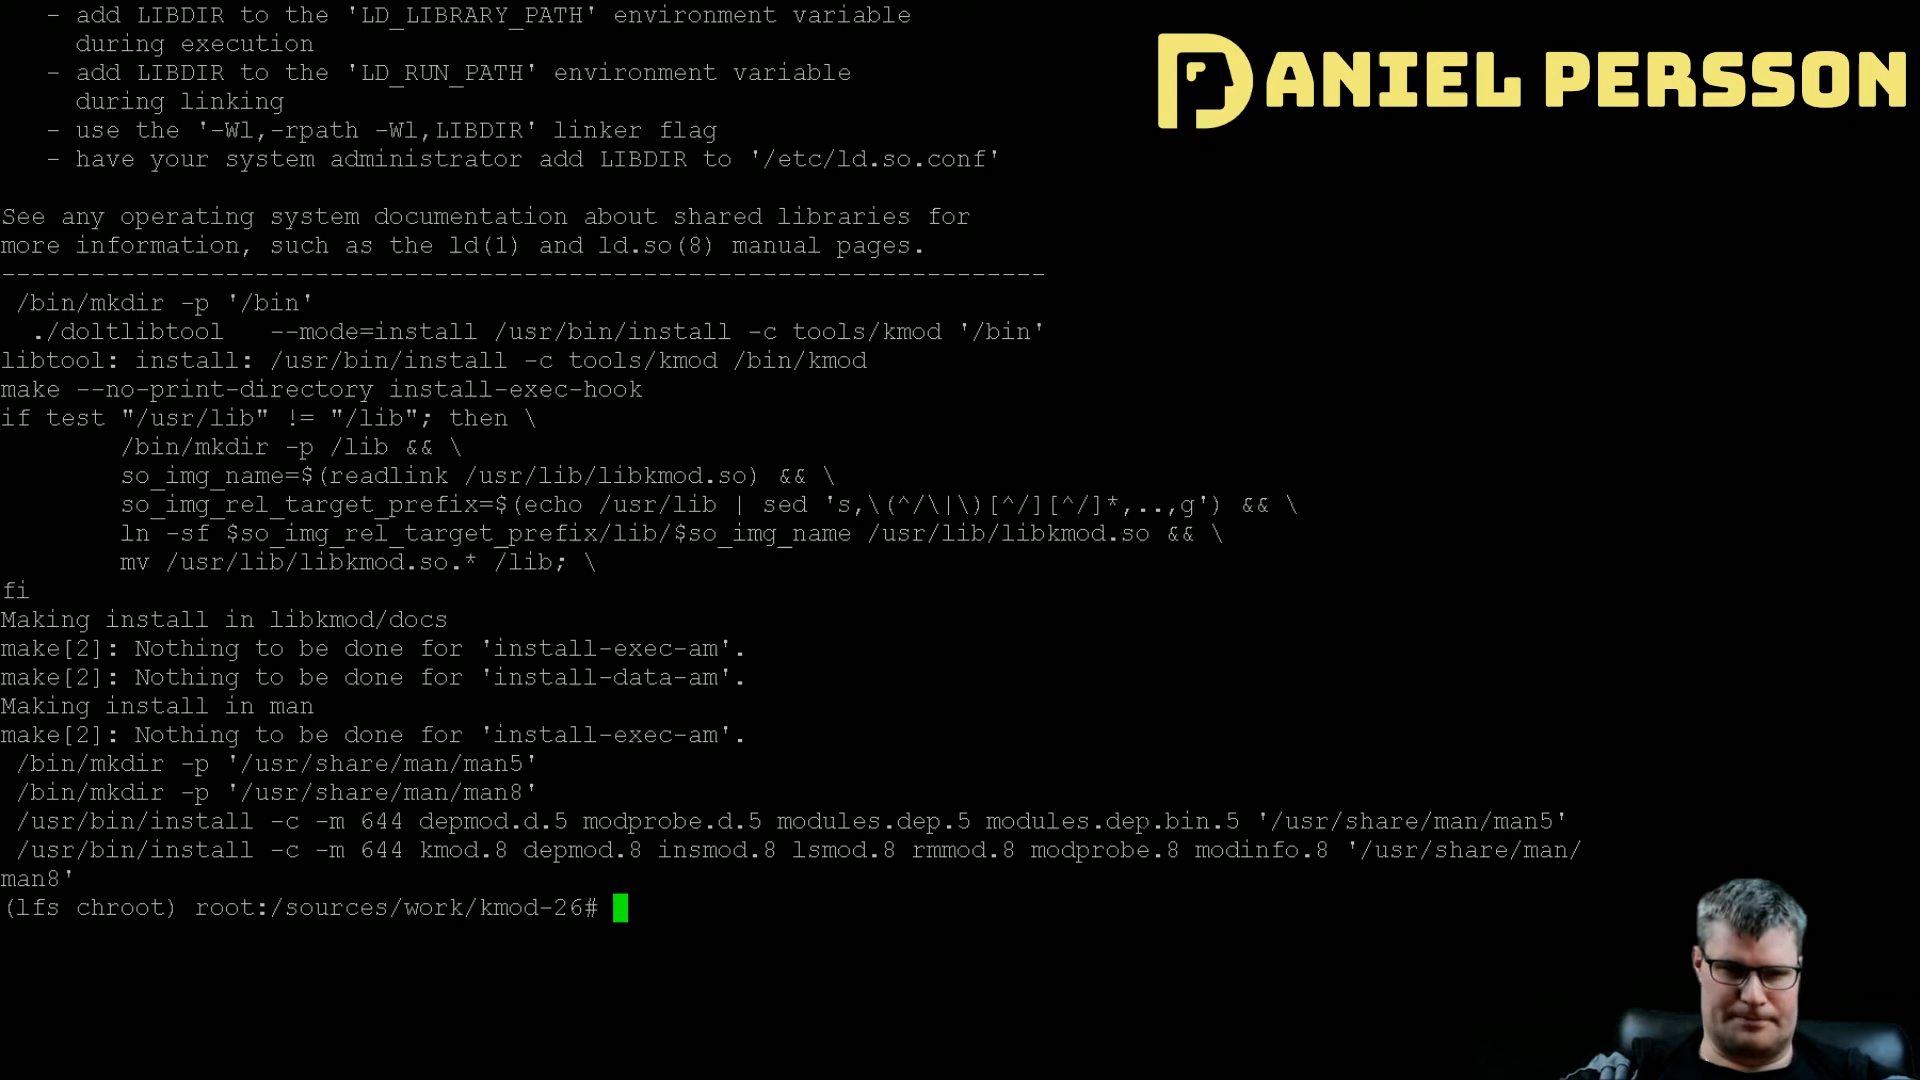 - add LIBDIR to the 'LD_LIBRARY_PATH' environment variable
during execution
- add LIBDIR to the 'LD_RUN_PATH' environment variable
during linking
- use the '-Wl,-rpath -Wl,LIBDIR' linker flag
- have your system administrator add LIBDIR to '/etc/ld.so.conf'
DANIEL PERSSON
See any operating system documentation about shared libraries for
more information, such as the ld(1) and ld.so(8) manual pages.
----------------------------------------------------------------------
/bin/mkdir -p '/bin'
./doltlibtool   --mode=install /usr/bin/install -c tools/kmod '/bin'
libtool: install: /usr/bin/install -c tools/kmod /bin/kmod
make --no-print-directory install-exec-hook
if test "/usr/lib" != "/lib"; then \
/bin/mkdir -p /lib && \
so_img_name=$(readlink /usr/lib/libkmod.so) && \
so_img_rel_target_prefix=$(echo /usr/lib | sed 's,\(^/\|\)[^/][^/]*,..,g') && \
ln -sf $so_img_rel_target_prefix/lib/$so_img_name /usr/lib/libkmod.so && \
mv /usr/lib/libkmod.so.* /lib; \
fi
Making install in libkmod/docs
make[2]: Nothing to be done for 'install-exec-am'.
make[2]: Nothing to be done for 'install-data-am'.
Making install in man
make[2]: Nothing to be done for 'install-exec-am'.
/bin/mkdir -p '/usr/share/man/man5'
/bin/mkdir -p '/usr/share/man/man8'
/usr/bin/install -c -m 644 depmod.d.5 modprobe.d.5 modules.dep.5 modules.dep.bin.5 '/usr/share/man/man5'
/usr/bin/install -c -m 644 kmod.8 depmod.8 insmod.8 lsmod.8 rmmod.8 modprobe.8 modinfo.8 '/usr/share/man/
man8'
(lfs chroot) root:/sources/work/kmod-26#